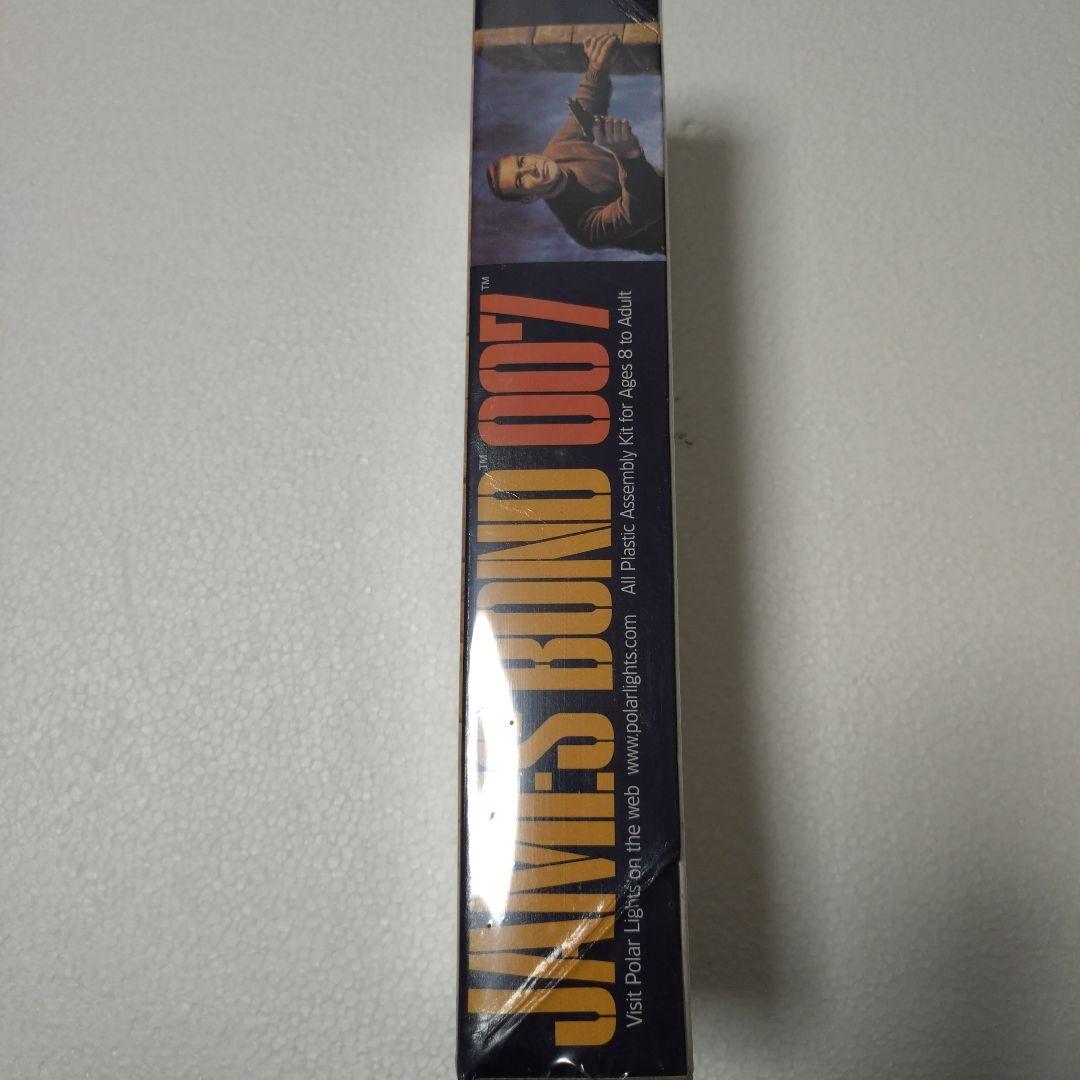 JAMES BOND™ 007™
Visit Polar Lights on the web www.polarlights.com All Plastic Assembly Kit for Ages 8 to Adult